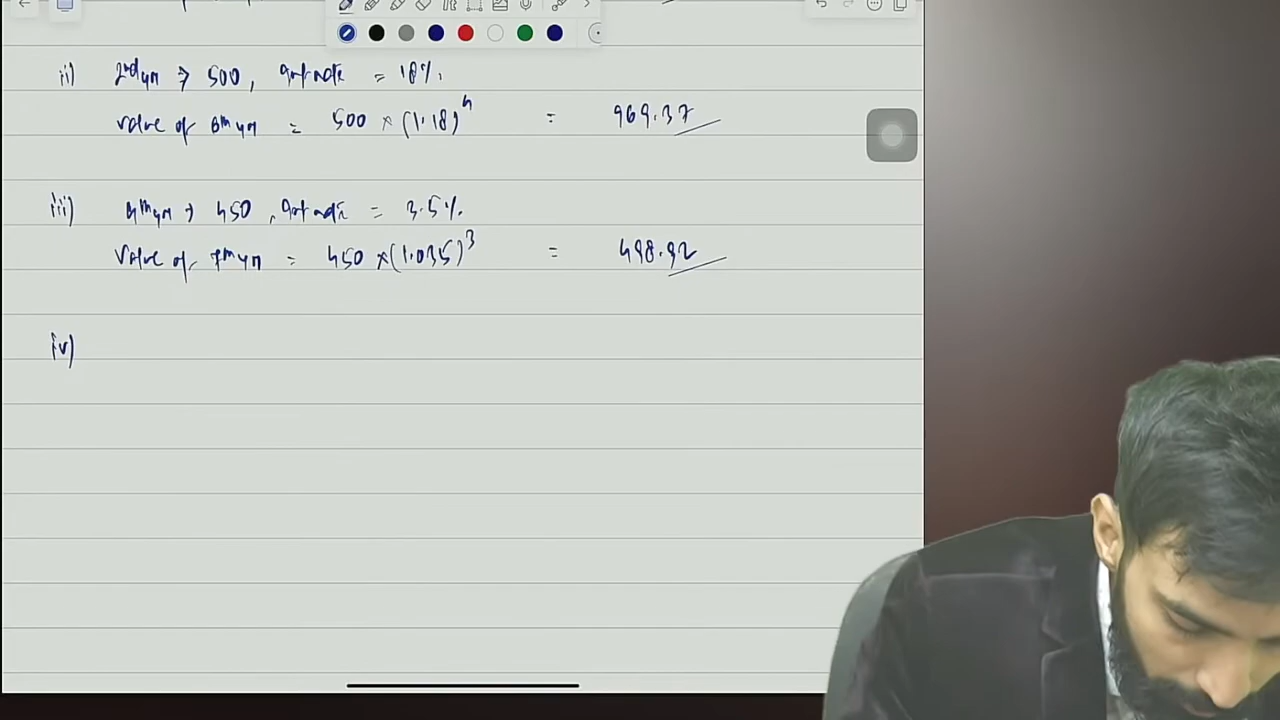 ii) 2nd yr → 500, int rate = 18%
value of 6th yr = 500 × (1.18)^4 = 969.37
iii) 4th yr → 450, int rate = 3.5%
value of 7th yr = 450 × (1.035)^3 = 498.92
iv)